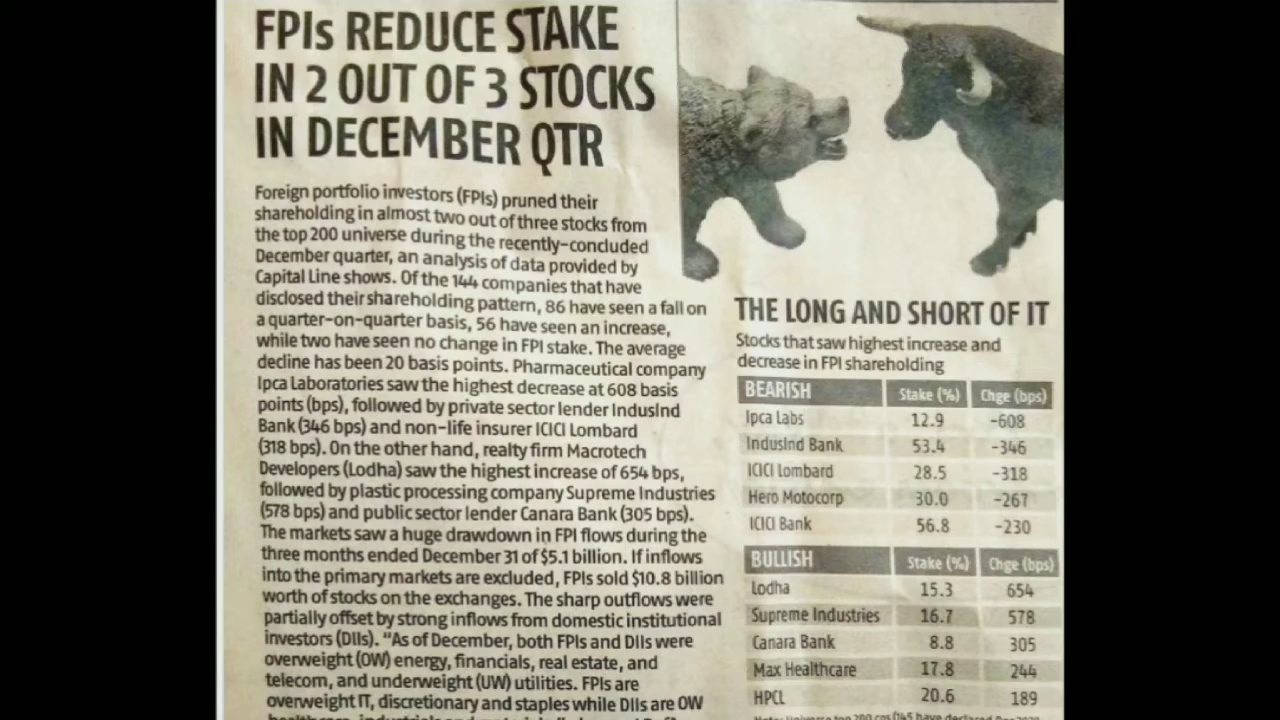 FPIs REDUCE STAKE
IN 2 OUT OF 3 STOCKS
IN DECEMBER QTR
Foreign portfolio investors (FPIs) pruned their
shareholding in almost two out of three stocks from
the top 200 universe during the recently-concluded
December quarter, an analysis of data provided by
Capital Line shows. Of the 144 companies that have
disclosed their shareholding pattern, 86 have seen a fall on
a quarter-on-quarter basis, 56 have seen an increase,
while two have seen no change in FPI stake. The average
decline has been 20 basis points. Pharmaceutical company
Ipca Laboratories saw the highest decrease at 608 basis
points (bps), followed by private sector lender IndusInd
Bank (346 bps) and non-life insurer ICICI Lombard
(318 bps). On the other hand, realty firm Macrotech
Developers (Lodha) saw the highest increase of 654 bps,
followed by plastic processing company Supreme Industries
(578 bps) and public sector lender Canara Bank (305 bps).
The markets saw a huge drawdown in FPI flows during the
three months ended December 31 of $5.1 billion. If inflows
into the primary markets are excluded, FPIs sold $10.8 billion
worth of stocks on the exchanges. The sharp outflows were
partially offset by strong inflows from domestic institutional
investors (DIIs). "As of December, both FPIs and DIIs were
overweight (OW) energy, financials, real estate, and
telecom, and underweight (UW) utilities. FPIs are
overweight IT, discretionary and staples while DIIs are OW
THE LONG AND SHORT OF IT
Stocks that saw highest increase and
decrease in FPI shareholding
BEARISH Stake (%) Chge (bps)
Ipca Labs 12.9 -608
IndusInd Bank 53.4 -346
ICICI Lombard 28.5 -318
Hero Motocorp 30.0 -267
ICICI Bank 56.8 -230
BULLISH Stake (%) Chge (bps)
Lodha 15.3 654
Supreme Industries 16.7 578
Canara Bank 8.8 305
Max Healthcare 17.8 244
HPCL 20.6 189